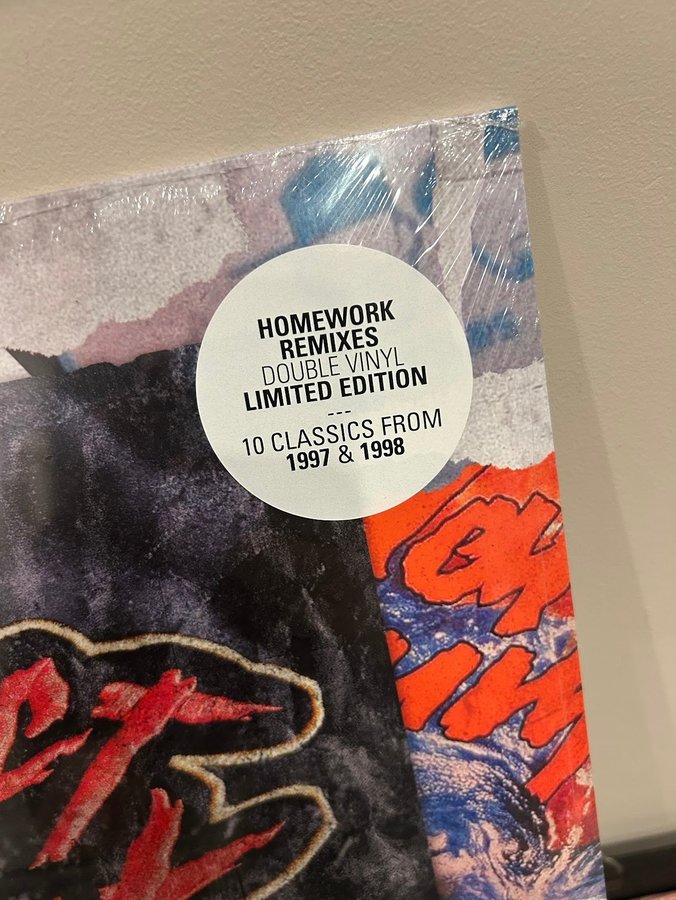 HOMEWORK
REMIXES
DOUBLE VINYL
LIMITED EDITION
---
10 CLASSICS FROM
1997 & 1998